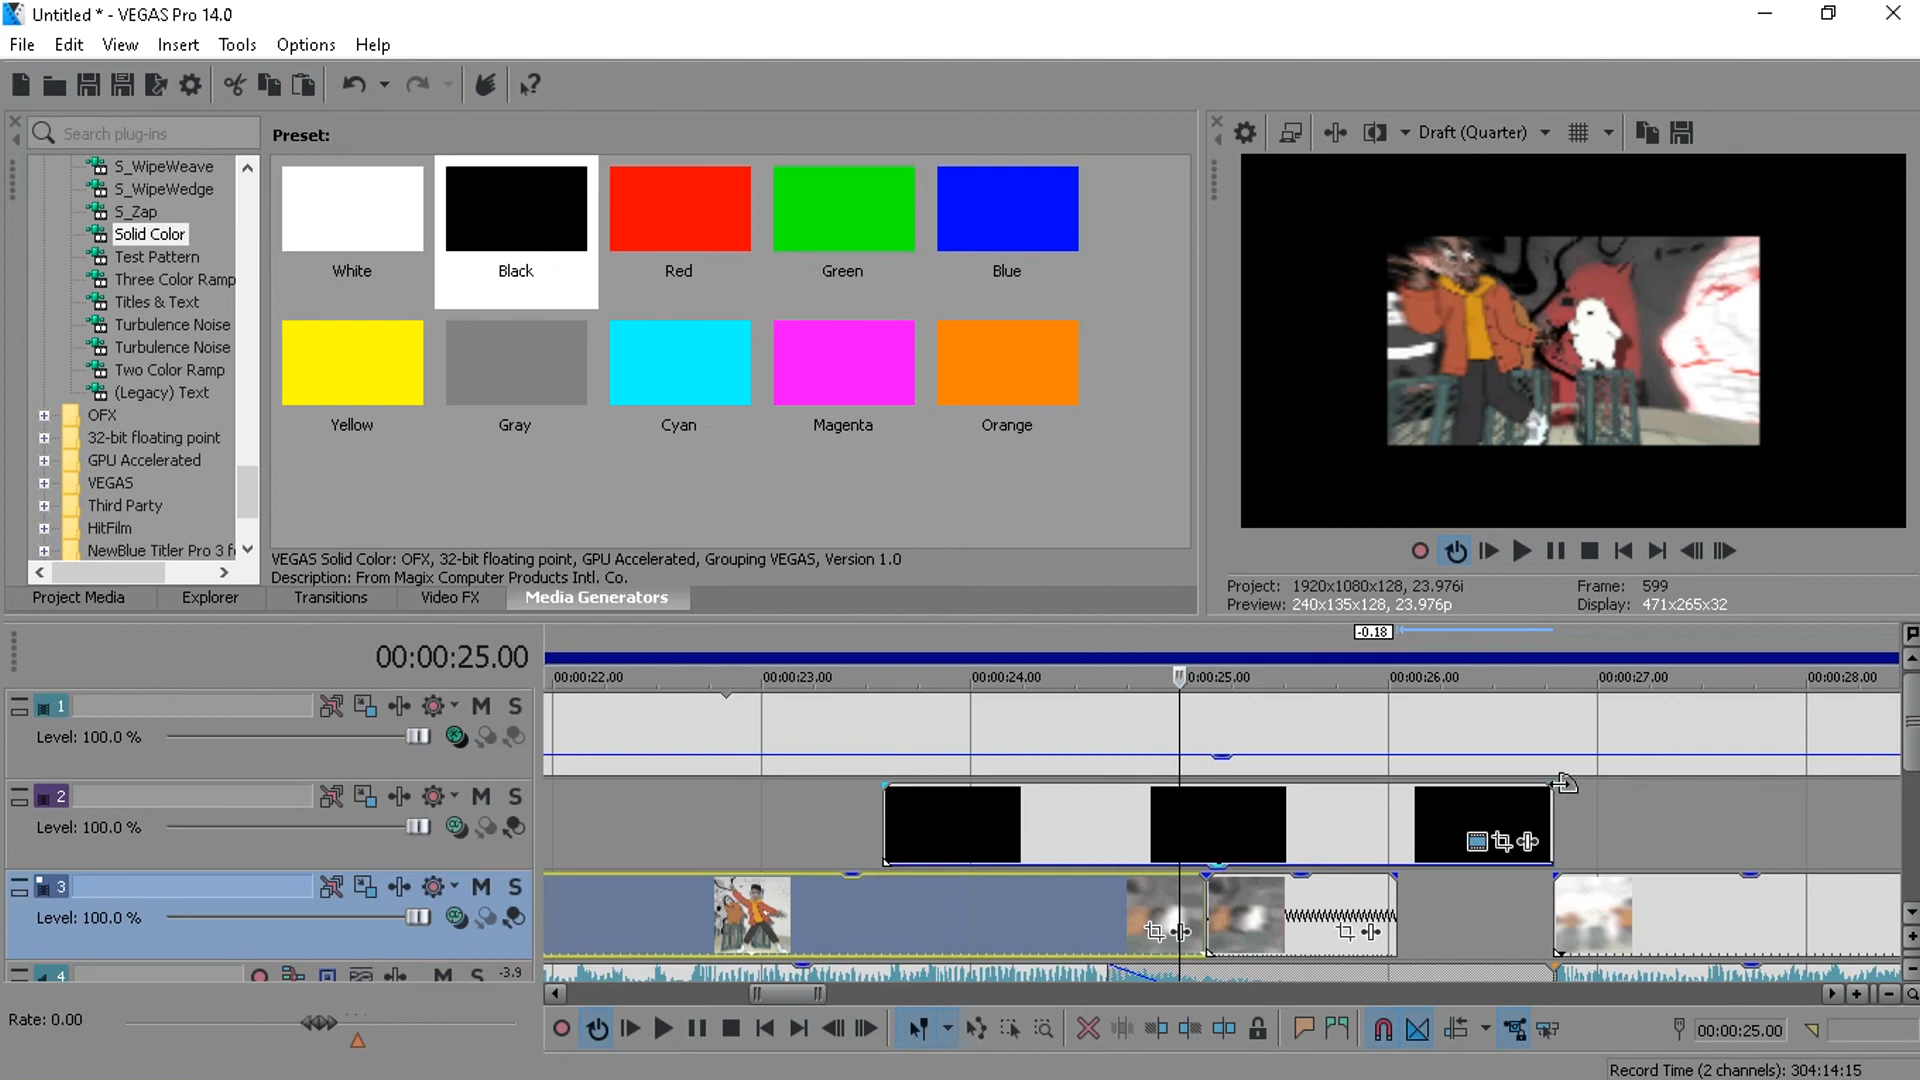 Untitled * - VEGAS Pro 14.0
File Edit View Insert Tools Options Help
Search plug-ins
Preset:
S_WipeWeave
S_WipeWedge
S_Zap
Solid Color
Test Pattern
Three Color Ramp
Titles & Text
Turbulence Noise
Turbulence Noise
Two Color Ramp
(Legacy) Text
OFX
32-bit floating point
GPU Accelerated
VEGAS
Third Party
HitFilm
NewBlue Titler Pro 3 f
White Black Red Green Blue
Yellow Gray Cyan Magenta Orange
VEGAS Solid Color: OFX, 32-bit floating point, GPU Accelerated, Grouping VEGAS, Version 1.0
Description: From Magix Computer Products Intl. Co.
Project Media Explorer Transitions Video FX Media Generators
Draft (Quarter)
Project: 1920x1080x128, 23.976i Frame: 599
Preview: 240x135x128, 23.976p Display: 471x265x32
-0.18
00:00:25.00
00:00:22.00 00:00:23.00 00:00:24.00 00:00:25.00 00:00:26.00 00:00:27.00 00:00:28.00
1 M S
Level: 100.0 %
2 M S
Level: 100.0 %
3 M S
Level: 100.0 %
4 M S -3.9
Rate: 0.00
00:00:25.00
Record Time (2 channels): 304:14:15